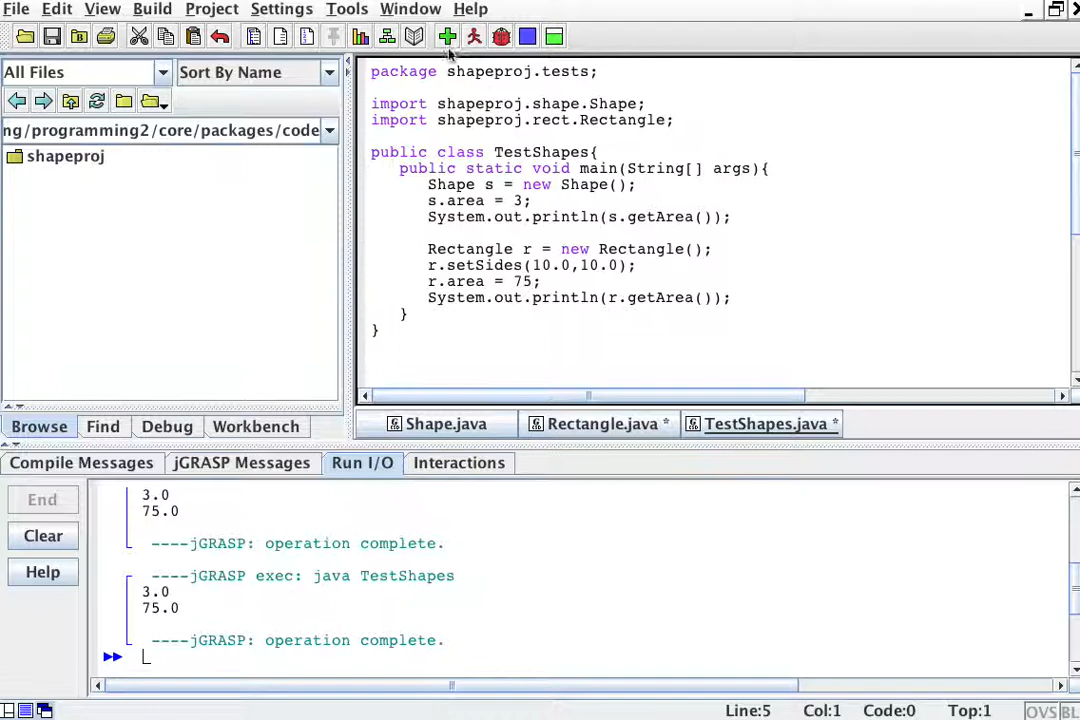 File Edit View Build Project Settings Tools Window Help
All Files Sort By Name
ng/programming2/core/packages/code
shapeproj
Browse Find Debug Workbench
package shapeproj.tests;
import shapeproj.shape.Shape;
import shapeproj.rect.Rectangle;
public class TestShapes{
public static void main(String[] args){
Shape s = new Shape();
s.area = 3;
System.out.println(s.getArea());
Rectangle r = new Rectangle();
r.setSides(10.0,10.0);
r.area = 75;
System.out.println(r.getArea());
}
}
Shape.java Rectangle.java * TestShapes.java *
Compile Messages jGRASP Messages Run I/O Interactions
End
Clear
Help
3.0
75.0
----jGRASP: operation complete.
----jGRASP exec: java TestShapes
3.0
75.0
----jGRASP: operation complete.
Line:5 Col:1 Code:0 Top:1 OVS BL